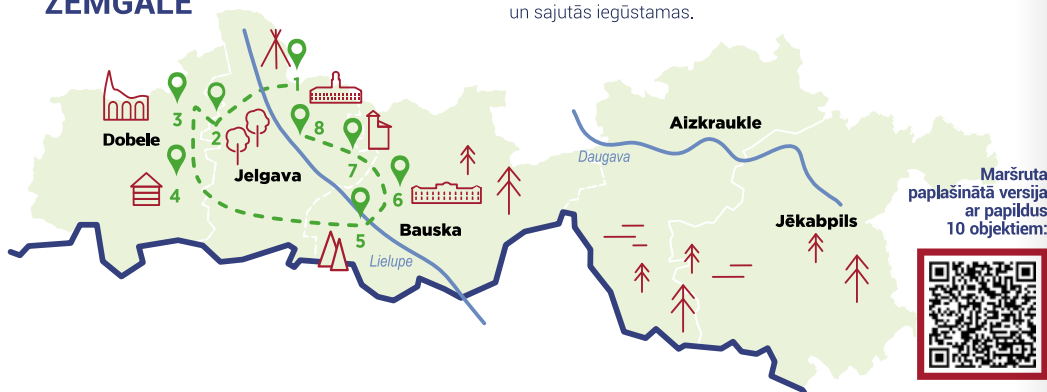 ZEMGALE
un sajutās iegūstamas.
1
3
2
8
Dobele
7
Jelgava
4
6
5
Bauska
Lielupe
Aizkraukle
Daugava
Jēkabpils
Maršruta
paplašinātā versija
ar papildus
10 objektiem: